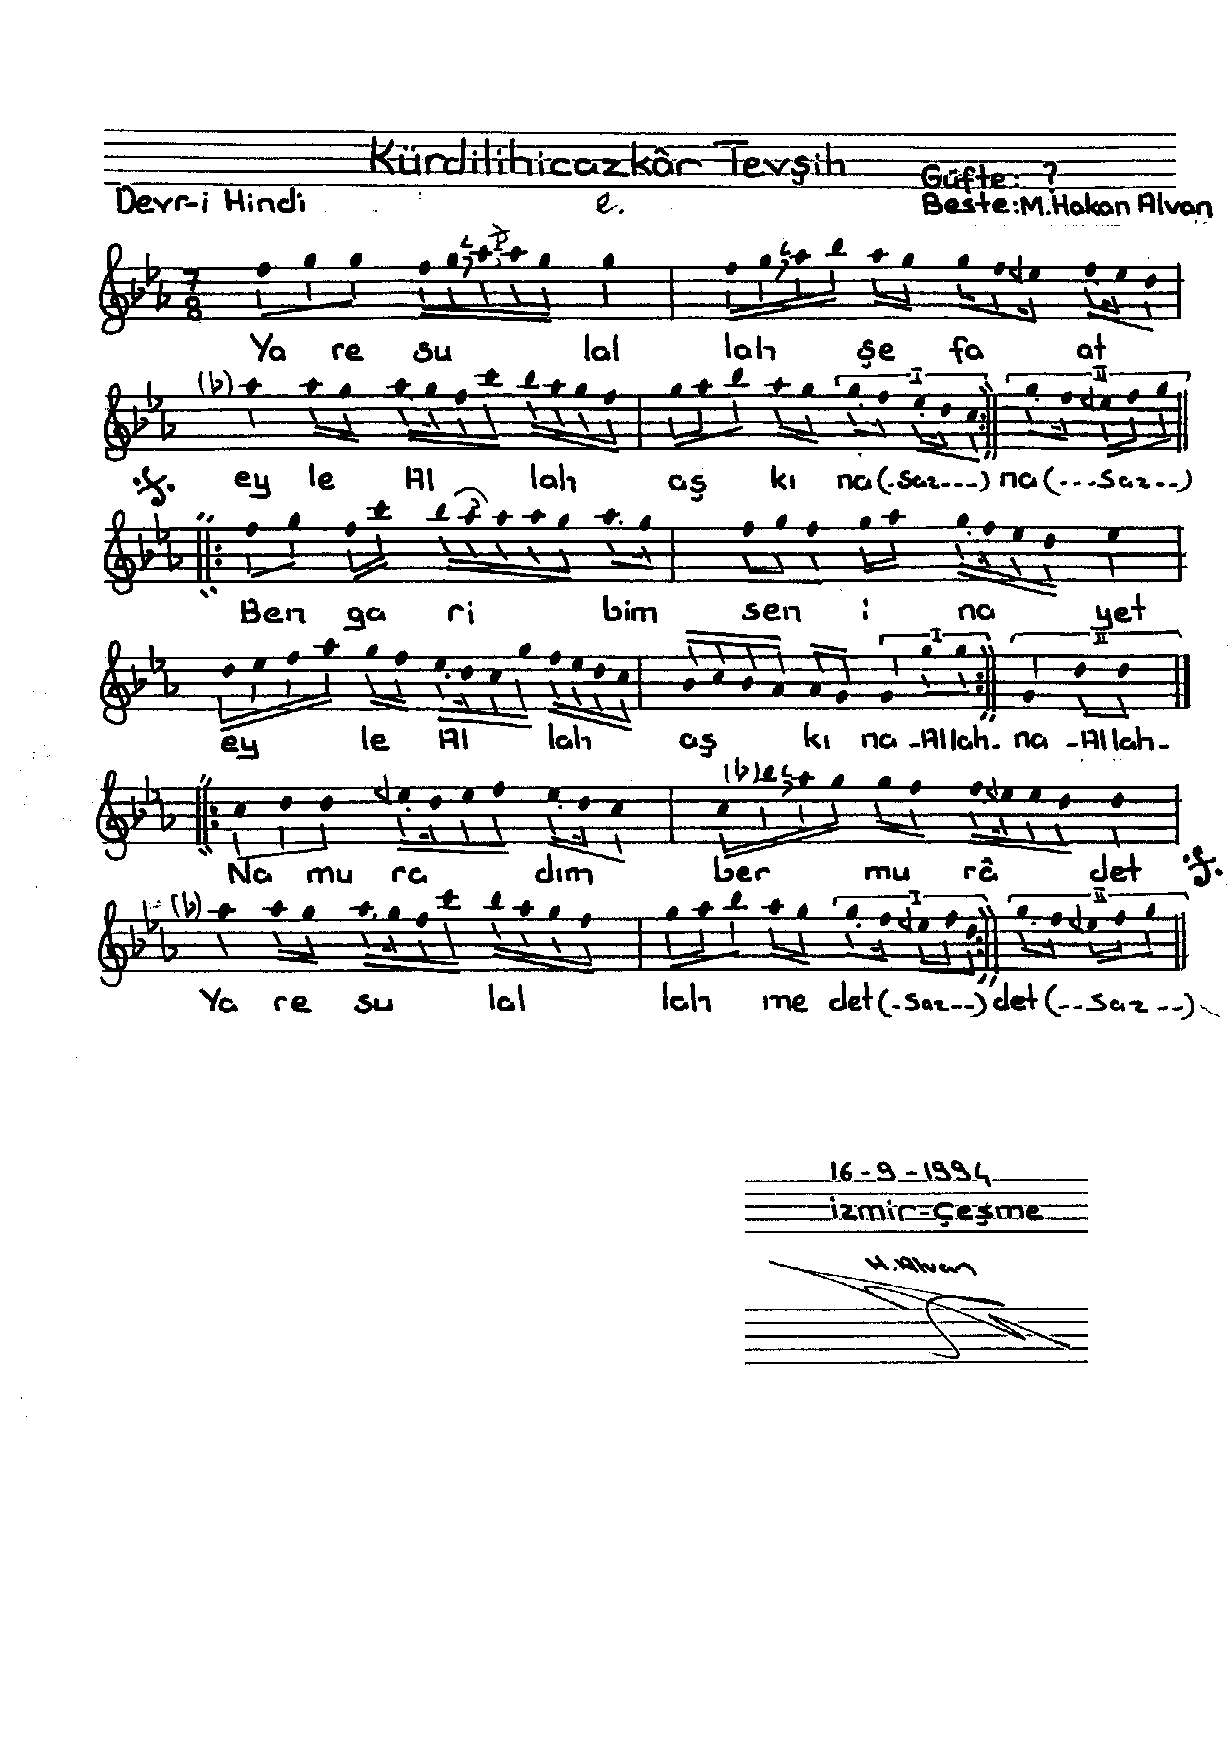 Kürdilihicazkâr Tevşih
Güfte: ?
Devr-i Hindi
Beste: M. Hakan Alvan
7 8
Ya re su lal lah şe fa at
(b) I II
ey le Al lah aş kı na (.saz---) na (---saz--)
Ben ga ri bim sen i na yet
I II
ey le Al lah aş kı na -Allah- na -Allah-
(b)
Na mu ra dım ber mu râ det
(b) I II
Ya re su lal lah me det (.saz--) det (--saz--)
16-9-1994
izmir-Çeşme
H. Alvan